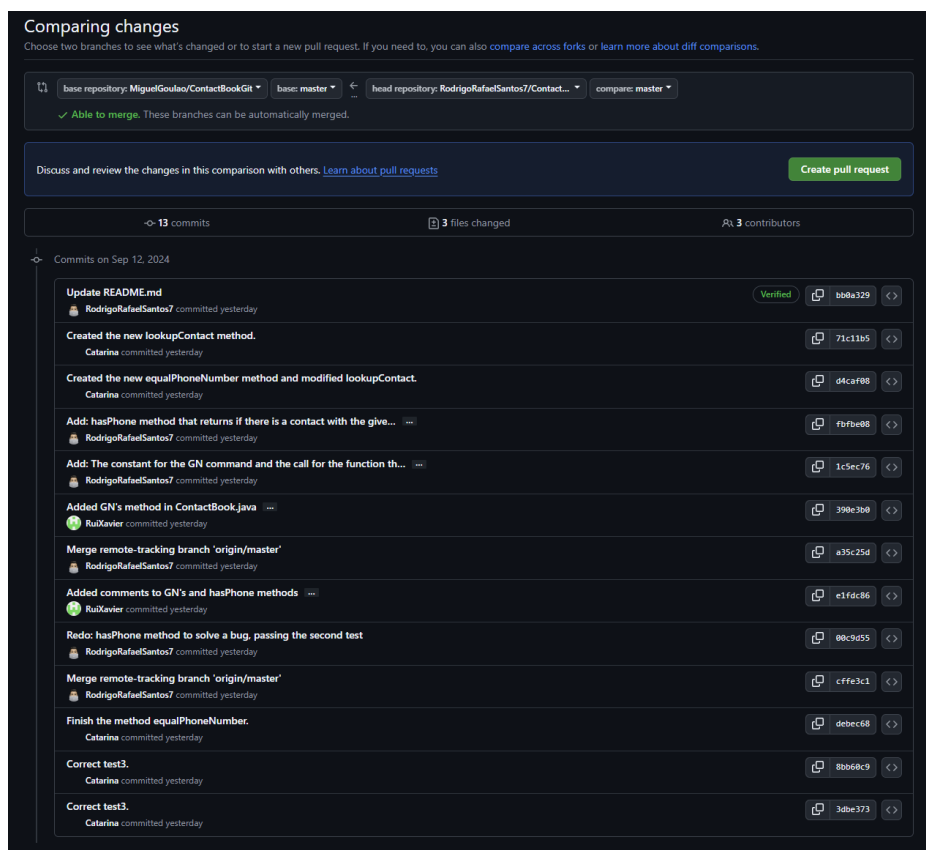 Comparing changes
Choose two branches to see what's changed or to start a new pull request. If you need to, you can also compare across forks or learn more about diff comparisons.
base repository: MiguelGoulao/ContactBookGit base: master ... head repository: RodrigoRafaelSantos7/Contact... compare: master
Able to merge. These branches can be automatically merged.
Discuss and review the changes in this comparison with others. Learn about pull requests Create pull request
13 commits 3 files changed 3 contributors
Commits on Sep 12, 2024
Update README.md Verified bb0a329
RodrigoRafaelSantos7 committed yesterday
Created the new lookupContact method. 71c11b5
Catarina committed yesterday
Created the new equalPhoneNumber method and modified lookupContact. d4caf08
Catarina committed yesterday
Add: hasPhone method that returns if there is a contact with the give... ... fbfbe08
RodrigoRafaelSantos7 committed yesterday
Add: The constant for the GN command and the call for the function th... ... 1c5ec76
RodrigoRafaelSantos7 committed yesterday
Added GN's method in ContactBook.java ... 390e3b0
RuiXavier committed yesterday
Merge remote-tracking branch 'origin/master' a35c25d
RodrigoRafaelSantos7 committed yesterday
Added comments to GN's and hasPhone methods ... e1fdc86
RuiXavier committed yesterday
Redo: hasPhone method to solve a bug, passing the second test 00c9d55
RodrigoRafaelSantos7 committed yesterday
Merge remote-tracking branch 'origin/master' cffe3c1
RodrigoRafaelSantos7 committed yesterday
Finish the method equalPhoneNumber. debec68
Catarina committed yesterday
Correct test3. 8bb60c9
Catarina committed yesterday
Correct test3. 3dbe373
Catarina committed yesterday